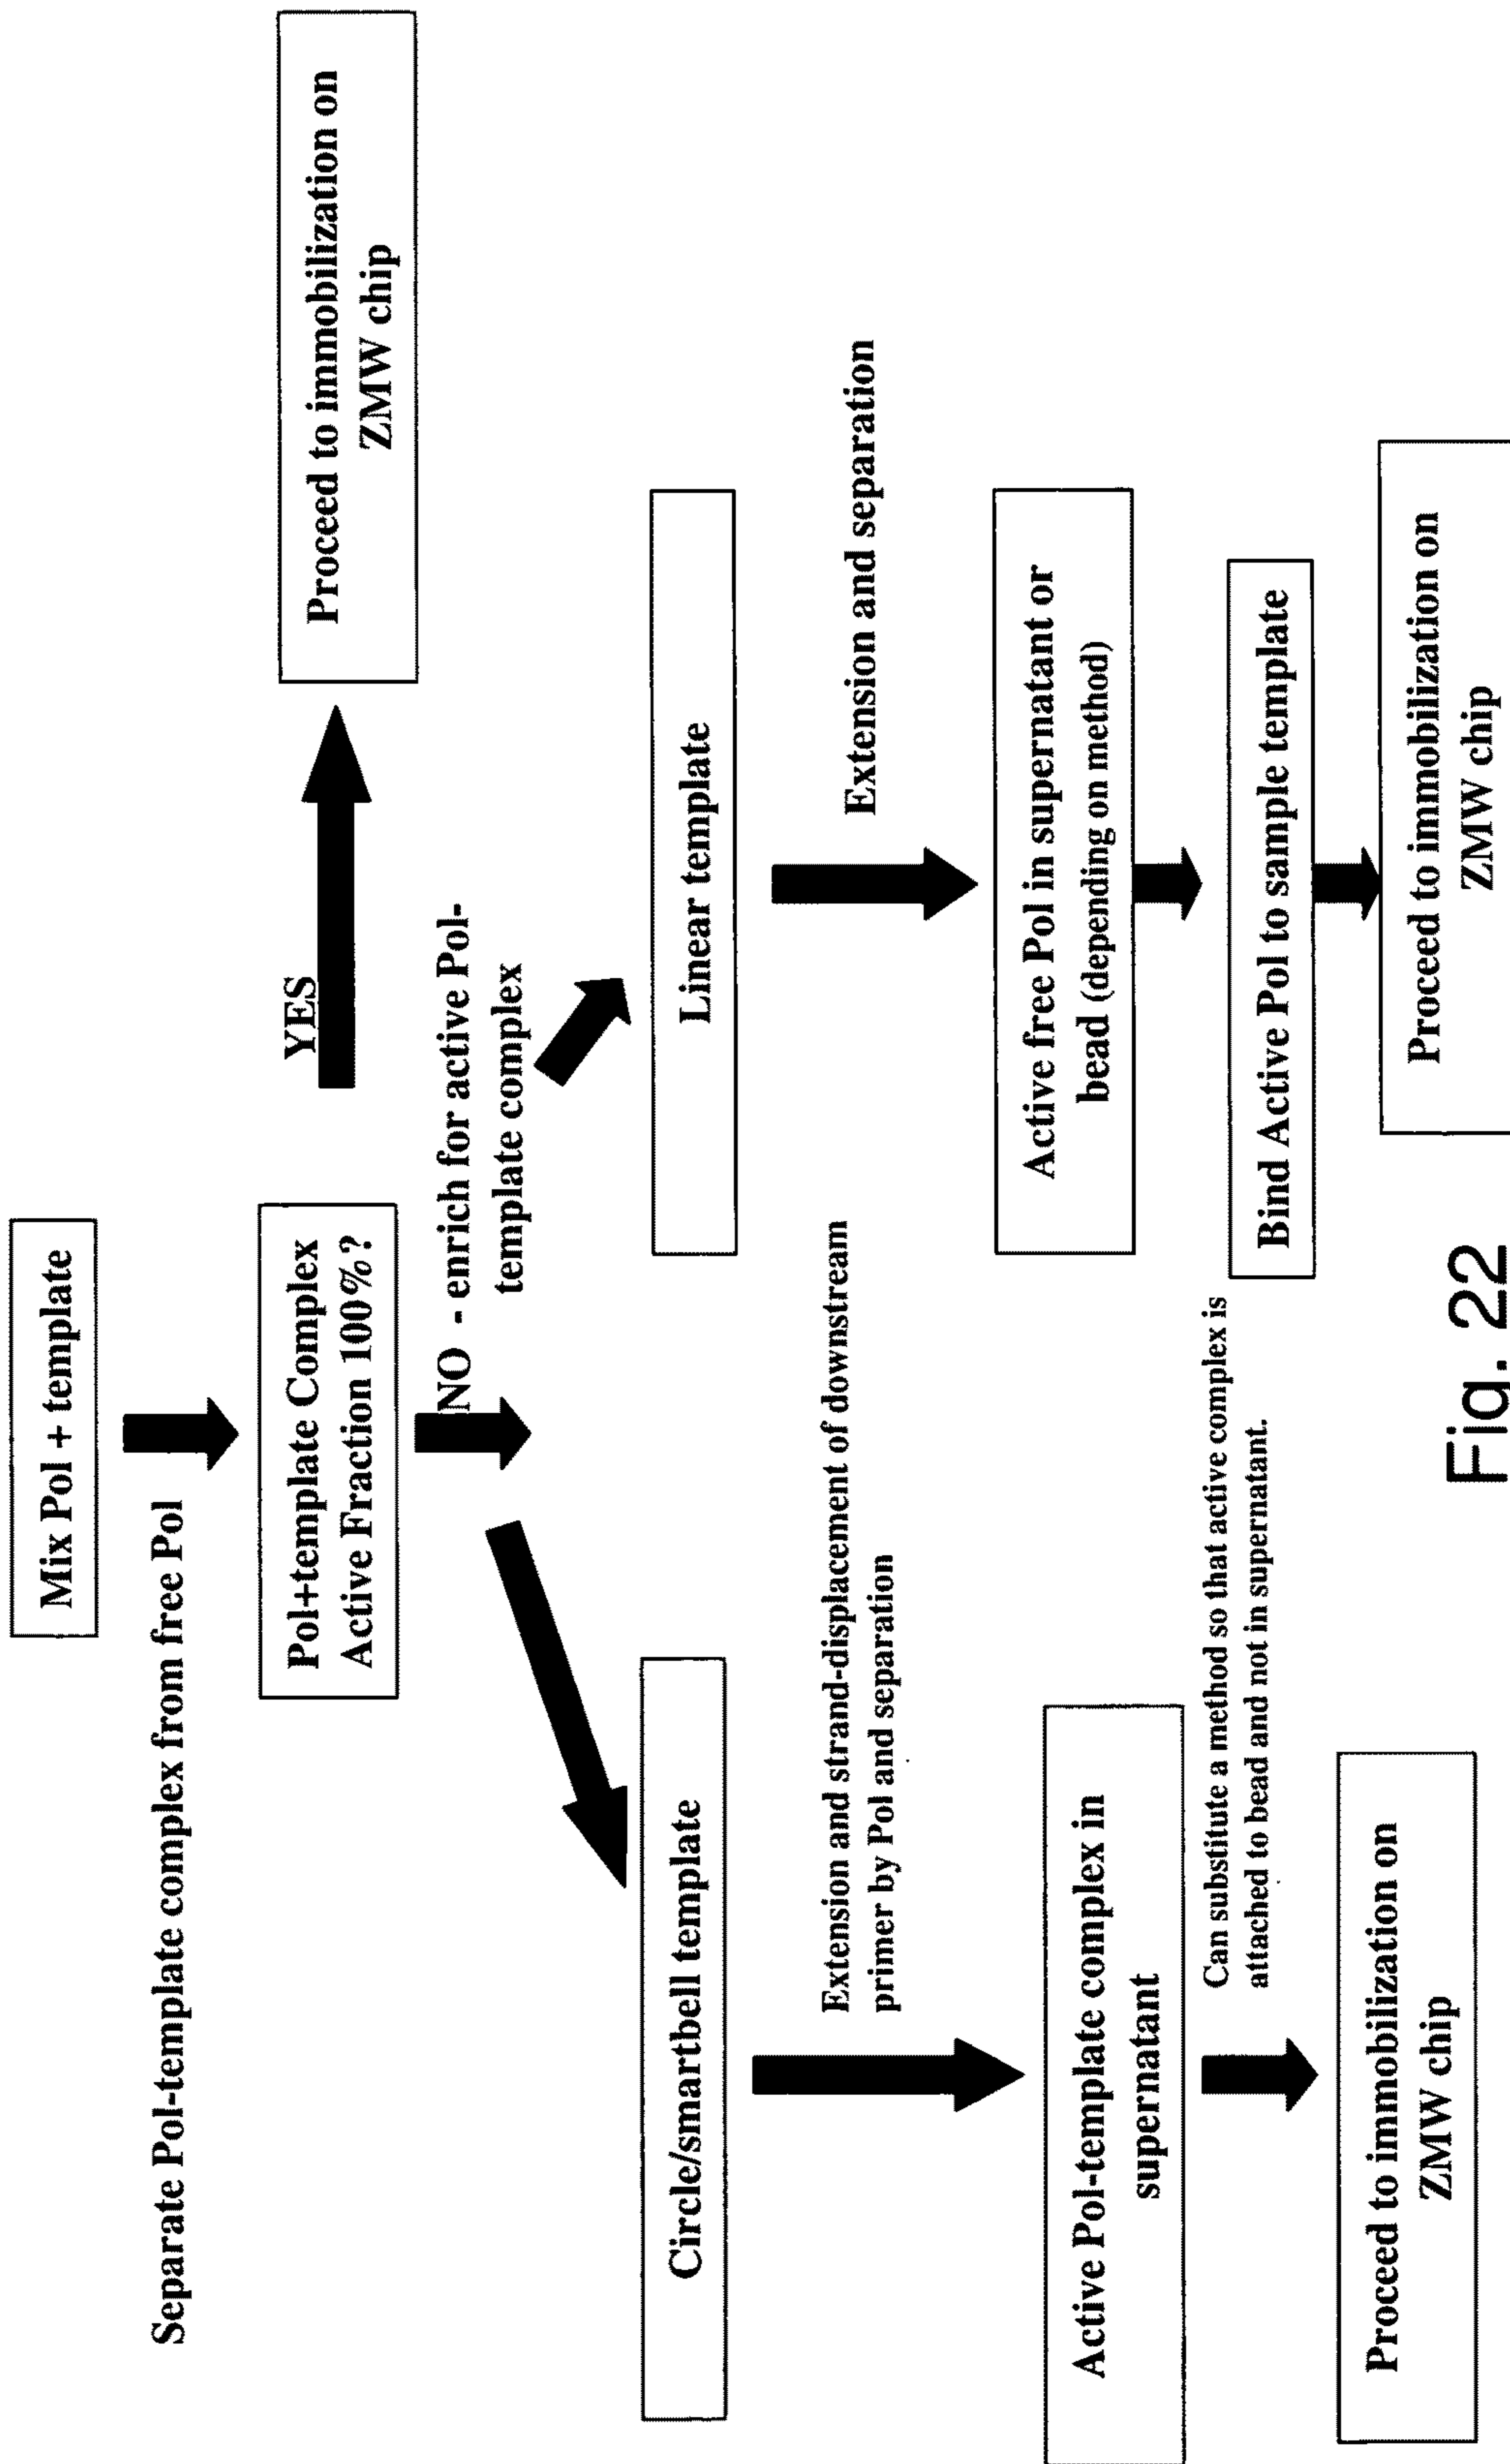 Mix Pol + template
Separate Pol-template complex from free Pol
Pol+template Complex
Active Fraction 100%?
YES
Proceed to immobilization on
ZMW chip
NO - enrich for active Pol-
template complex
Circle/smartbell template
Extension and strand-displacement of downstream
primer by Pol and separation
Active Pol-template complex in
supernatant
Can substitute a method so that active complex is
attached to bead and not in supernatant.
Proceed to immobilization on
ZMW chip
Linear template
Extension and separation
Active free Pol in supernatant or
bead (depending on method)
Bind Active Pol to sample template
Proceed to immobilization on
ZMW chip
Fig. 22